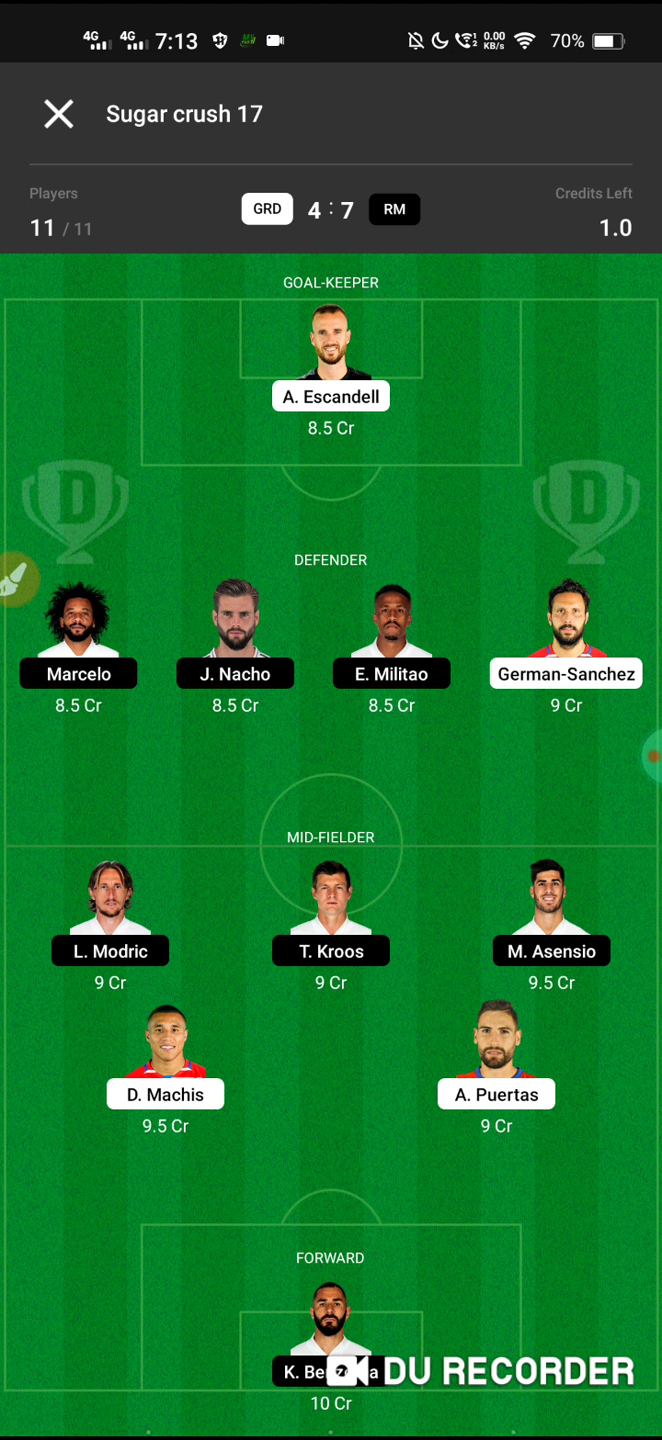 4G 4G 7:13 0.00 KB/s 70%
Sugar crush 17
Players
11 / 11
GRD 4 : 7 RM
Credits Left
1.0
GOAL-KEEPER
A. Escandell
8.5 Cr
D D
DEFENDER
Marcelo J. Nacho E. Militao German-Sanchez
8.5 Cr 8.5 Cr 8.5 Cr 9 Cr
MID-FIELDER
L. Modric T. Kroos M. Asensio
9 Cr 9 Cr 9.5 Cr
D. Machis A. Puertas
9.5 Cr 9 Cr
FORWARD
K. DU RECORDER
10 Cr